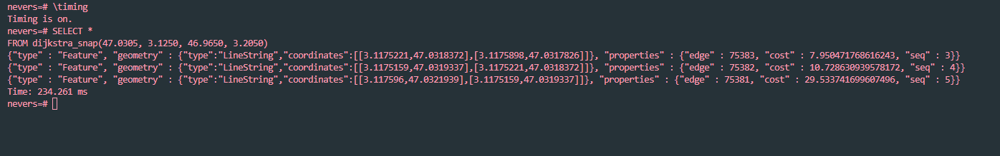 nevers=# \timing
Timing is on.
nevers=# SELECT *
FROM dijkstra_snap(47.0305, 3.1250, 46.9650, 3.2050)
{"type" : "Feature", "geometry" : {"type":"LineString","coordinates":[[3.1175221,47.0318372],[3.1175898,47.0317826]]}, "properties" : {"edge" : 75383, "cost" : 7.950471768616243, "seq" : 3}}
{"type" : "Feature", "geometry" : {"type":"LineString","coordinates":[[3.1175159,47.0319337],[3.1175221,47.0318372]]}, "properties" : {"edge" : 75382, "cost" : 10.728630939578172, "seq" : 4}}
{"type" : "Feature", "geometry" : {"type":"LineString","coordinates":[[3.117596,47.0321939],[3.1175159,47.0319337]]}, "properties" : {"edge" : 75381, "cost" : 29.533741699607496, "seq" : 5}}
Time: 234.261 ms
nevers=#